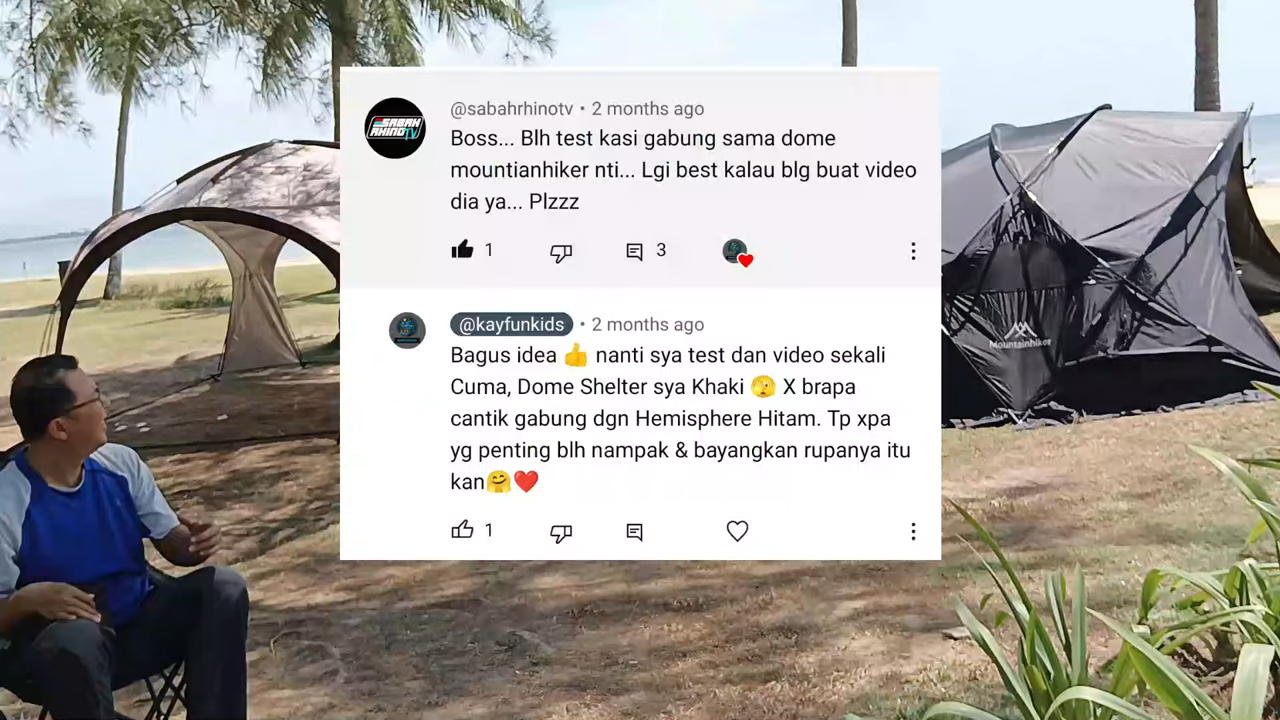 SABAH
RHINOTV
@sabahrhinotv • 2 months ago
Boss... Blh test kasi gabung sama dome
mountianhiker nti... Lgi best kalau blg buat video
dia ya... Plzzz
1
3
@kayfunkids • 2 months ago
Bagus idea 👍 nanti sya test dan video sekali
Cuma, Dome Shelter sya Khaki 🫣 X brapa
cantik gabung dgn Hemisphere Hitam. Tp xpa
yg penting blh nampak & bayangkan rupanya itu
kan🤗❤️
1
Mountainhiker